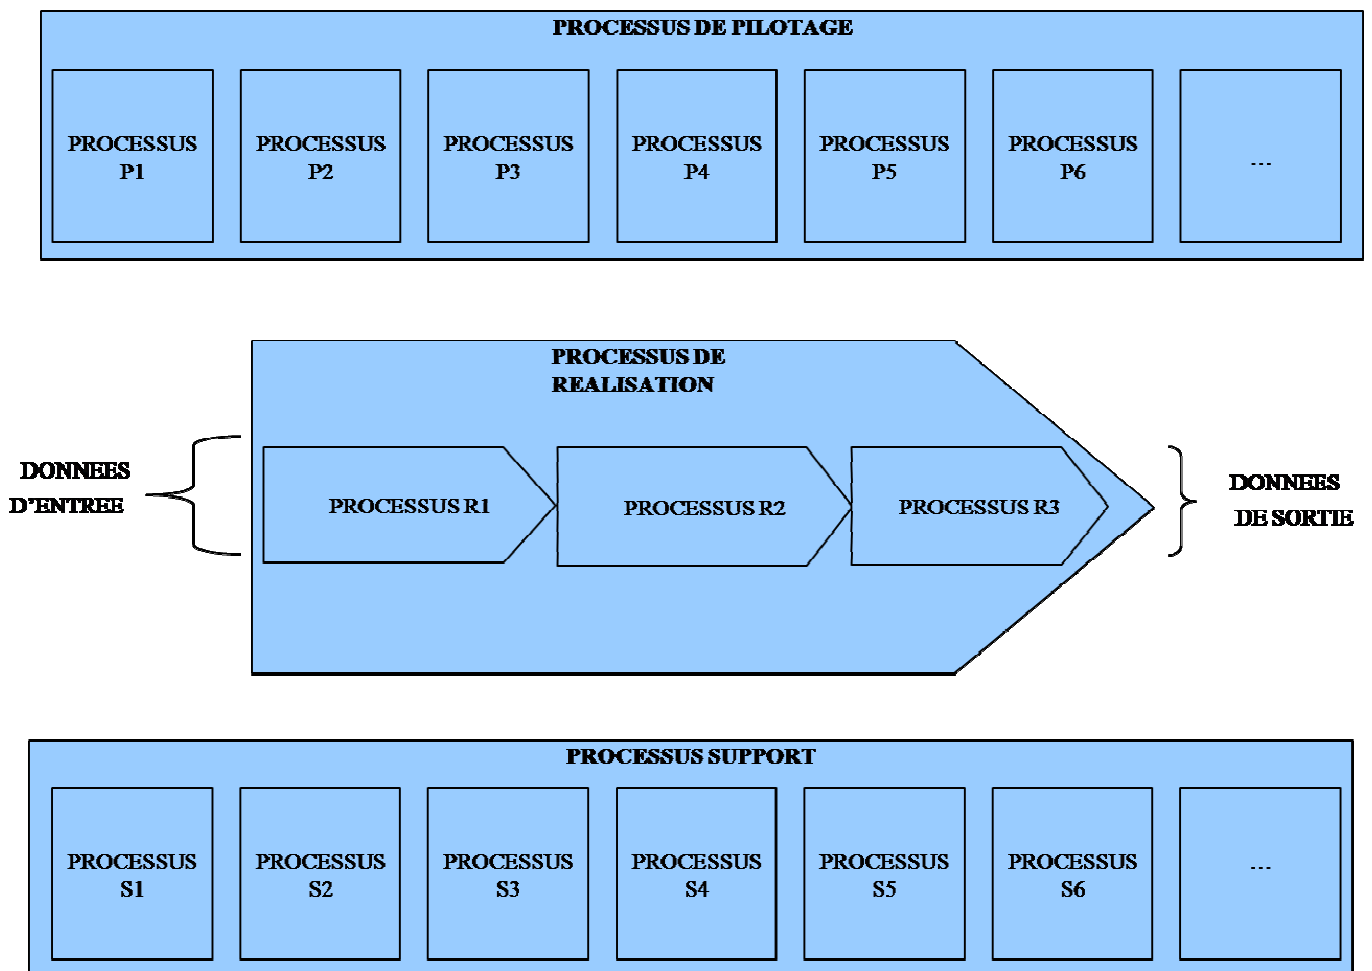 PROCESSUS DE PILOTAGE
PROCESSUS
P1
PROCESSUS
P2
PROCESSUS
P3
PROCESSUS
P4
PROCESSUS
P5
PROCESSUS
P6
...
PROCESSUS DE
REALISATION
DONNEES
D'ENTREE
PROCESSUS R1
PROCESSUS R2
PROCESSUS R3
DONNEES
DE SORTIE
PROCESSUS SUPPORT
PROCESSUS
S1
PROCESSUS
S2
PROCESSUS
S3
PROCESSUS
S4
PROCESSUS
S5
PROCESSUS
S6
...